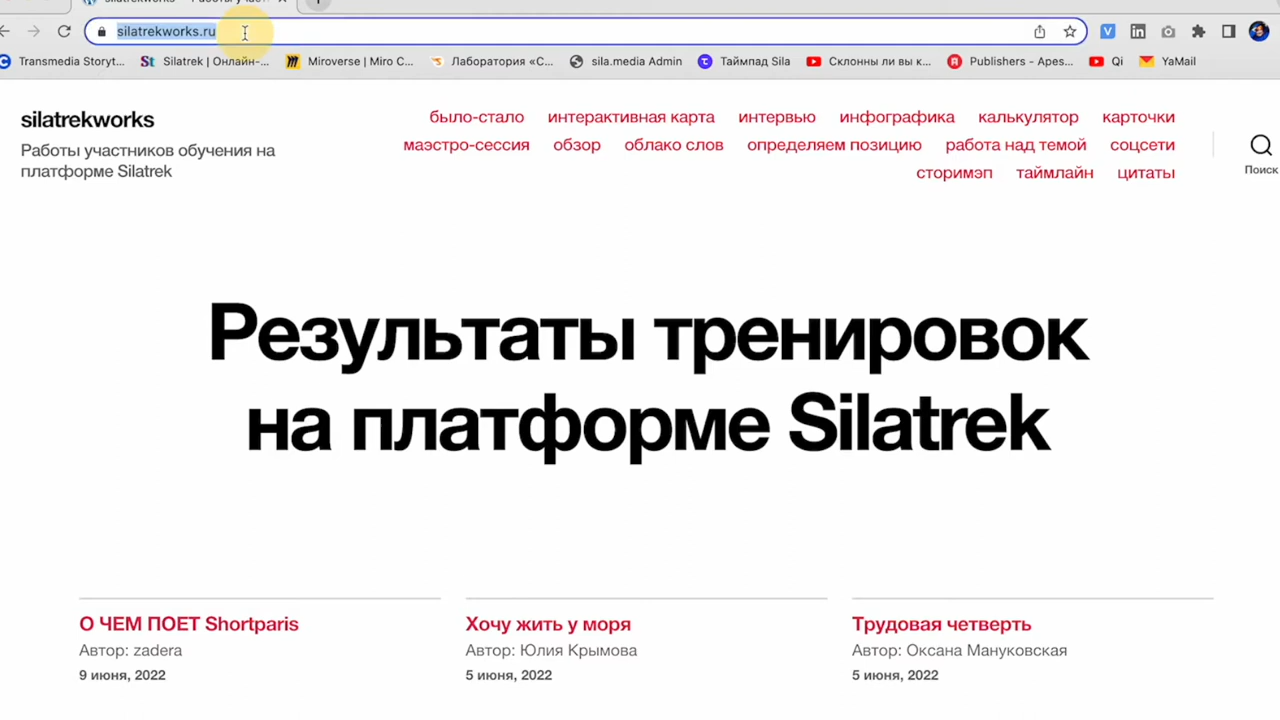 silatrekworks.ru
Transmedia Storyt...
Silatrek | Онлайн-...
Miroverse | Miro C...
Лаборатория «С...
sila.media Admin
Таймпад Sila
Склонны ли вы к...
Publishers - Apes...
Qi
YaMail
silatrekworks
Работы участников обучения на
платформе Silatrek
было-стало интерактивная карта интервью инфографика калькулятор карточки
маэстро-сессия обзор облако слов определяем позицию работа над темой соцсети
сторимэп таймлайн цитаты
Поиск
Результаты тренировок
на платформе Silatrek
О ЧЕМ ПОЕТ Shortparis
Автор: zadera
9 июня, 2022
Хочу жить у моря
Автор: Юлия Крымова
5 июня, 2022
Трудовая четверть
Автор: Оксана Мануковская
5 июня, 2022